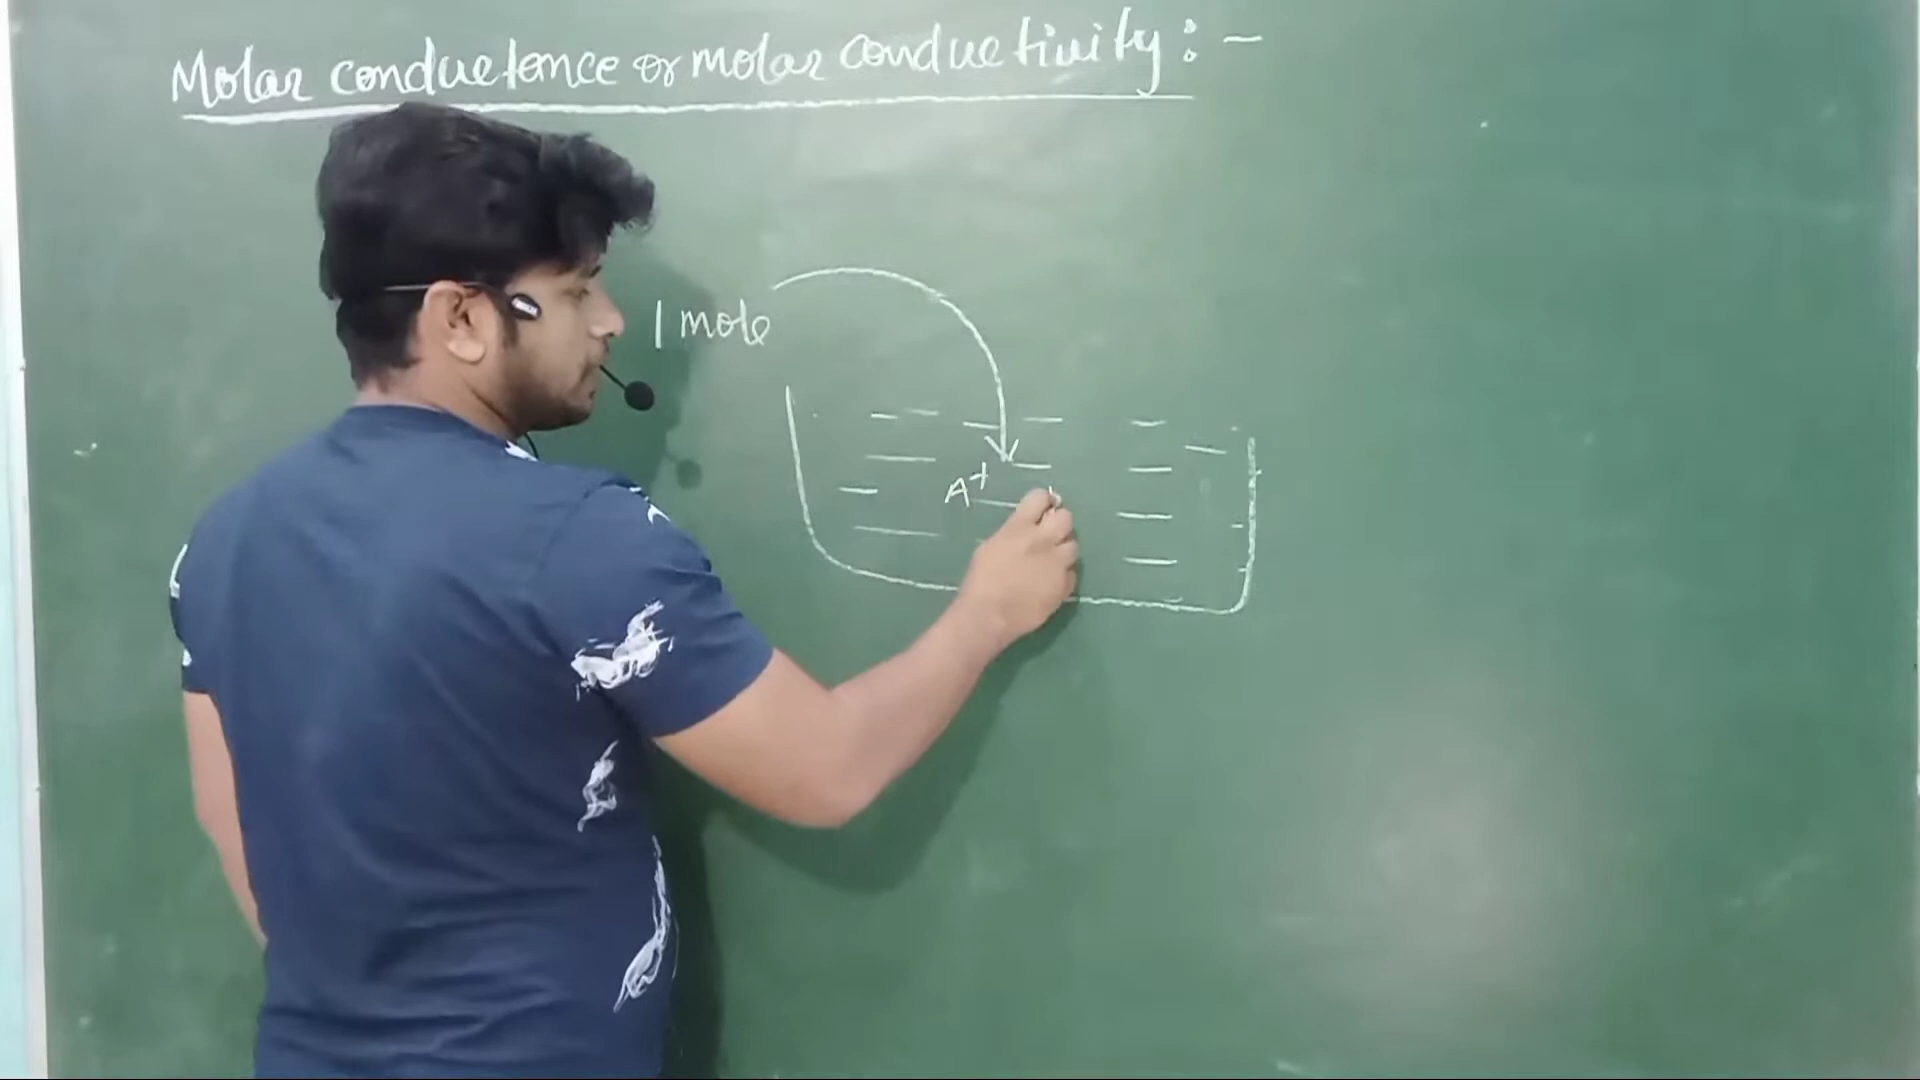 Molar conductance or molar conductivity : -
1 mole
A+